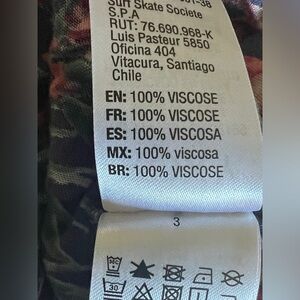 Surf Skate Societe
S.P.A
RUT: 76.690.968-K
Luis Pasteur 5850
Oficina 404
Vitacura, Santiago
Chile
EN: 100% VISCOSE
FR: 100% VISCOSE
ES: 100% VISCOSA
MX: 100% viscosa
BR: 100% VISCOSE
3
30